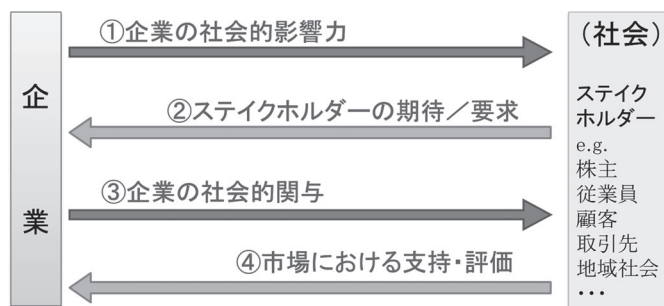 企業
①企業の社会的影響力
②ステイクホルダーの期待／要求
③企業の社会的関与
④市場における支持・評価
（社会）
ステイク
ホルダー
e.g.
株主
従業員
顧客
取引先
地域社会
・・・